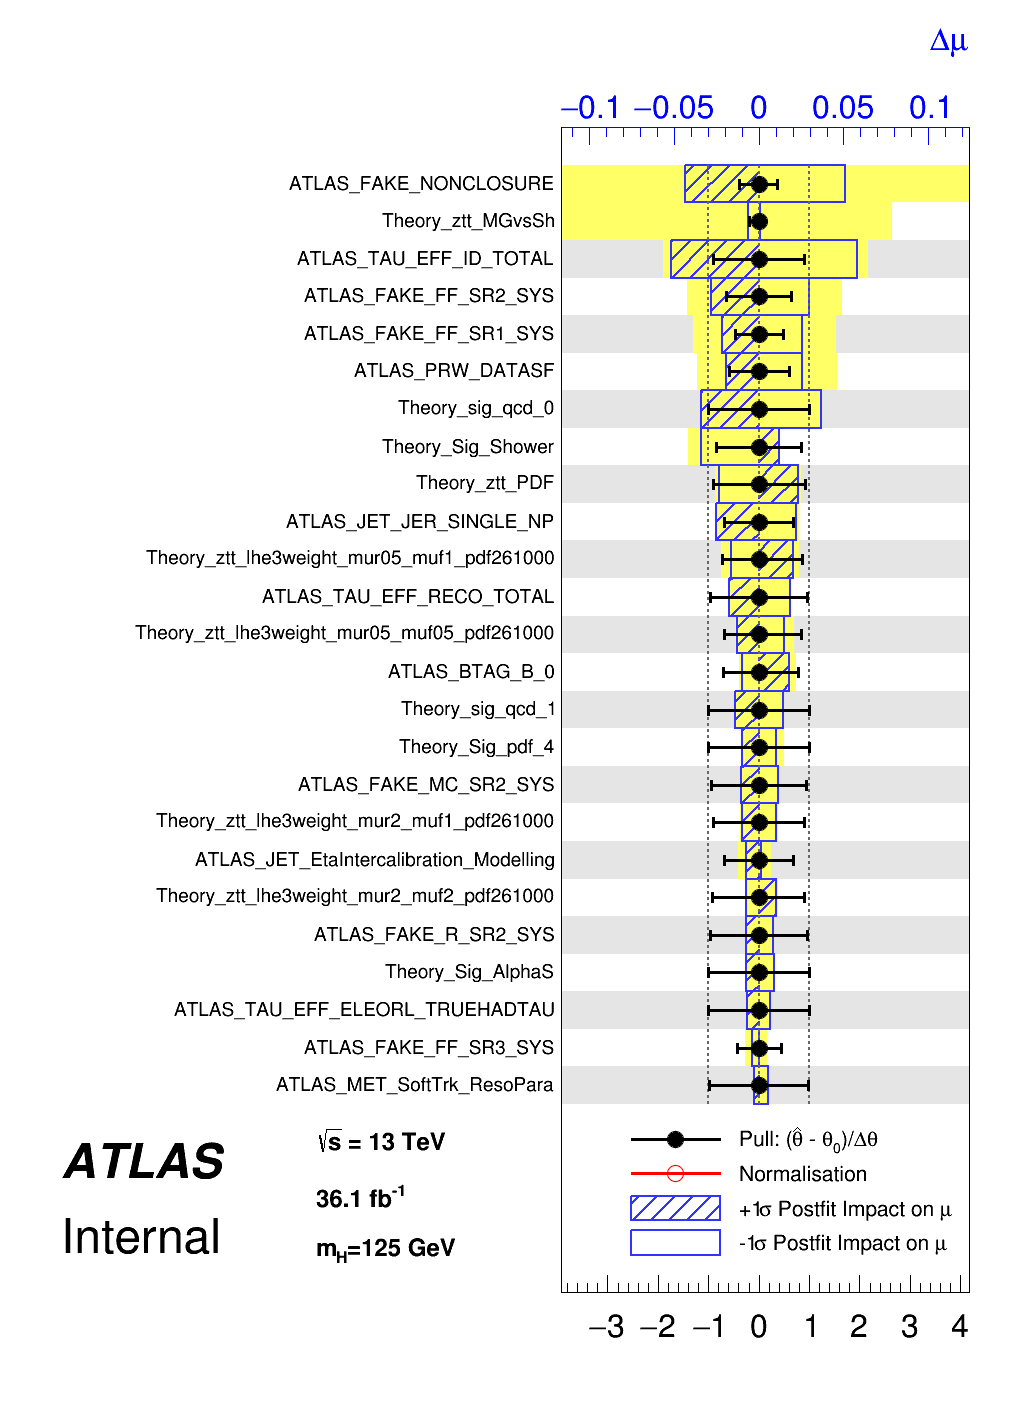 Δμ
−0.1 −0.05 0 0.05 0.1
ATLAS_FAKE_NONCLOSURE
Theory_ztt_MGvsSh
ATLAS_TAU_EFF_ID_TOTAL
ATLAS_FAKE_FF_SR2_SYS
ATLAS_FAKE_FF_SR1_SYS
ATLAS_PRW_DATASF
Theory_sig_qcd_0
Theory_Sig_Shower
Theory_ztt_PDF
ATLAS_JET_JER_SINGLE_NP
Theory_ztt_lhe3weight_mur05_muf1_pdf261000
ATLAS_TAU_EFF_RECO_TOTAL
Theory_ztt_lhe3weight_mur05_muf05_pdf261000
ATLAS_BTAG_B_0
Theory_sig_qcd_1
Theory_Sig_pdf_4
ATLAS_FAKE_MC_SR2_SYS
Theory_ztt_lhe3weight_mur2_muf1_pdf261000
ATLAS_JET_EtaIntercalibration_Modelling
Theory_ztt_lhe3weight_mur2_muf2_pdf261000
ATLAS_FAKE_R_SR2_SYS
Theory_Sig_AlphaS
ATLAS_TAU_EFF_ELEORL_TRUEHADTAU
ATLAS_FAKE_FF_SR3_SYS
ATLAS_MET_SoftTrk_ResoPara
ATLAS
Internal
√s = 13 TeV
36.1 fb⁻¹
m_H=125 GeV
Pull: (θ̂ - θ₀)/Δθ
Normalisation
+1σ Postfit Impact on μ
-1σ Postfit Impact on μ
−3 −2 −1 0 1 2 3 4